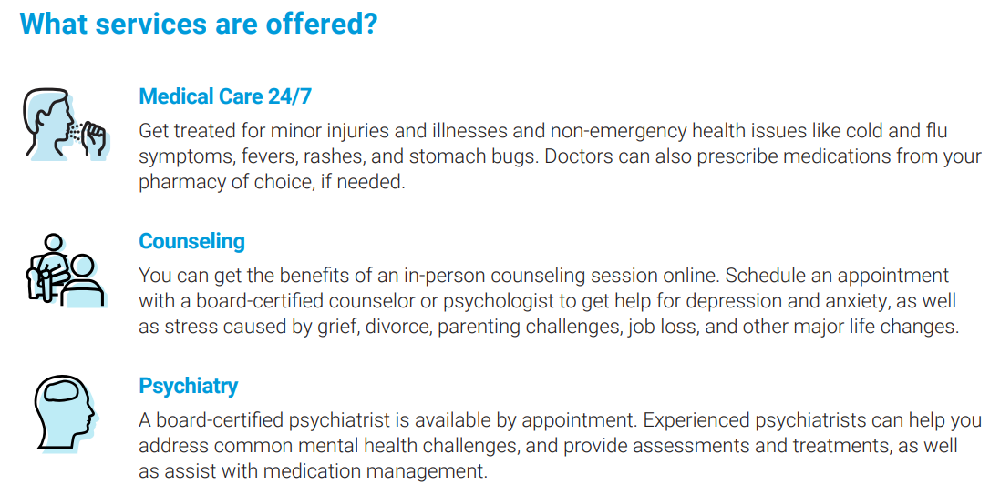 What services are offered?
Medical Care 24/7
Get treated for minor injuries and illnesses and non-emergency health issues like cold and flu
symptoms, fevers, rashes, and stomach bugs. Doctors can also prescribe medications from your
pharmacy of choice, if needed.
Counseling
You can get the benefits of an in-person counseling session online. Schedule an appointment
with a board-certified counselor or psychologist to get help for depression and anxiety, as well
as stress caused by grief, divorce, parenting challenges, job loss, and other major life changes.
Psychiatry
A board-certified psychiatrist is available by appointment. Experienced psychiatrists can help you
address common mental health challenges, and provide assessments and treatments, as well
as assist with medication management.